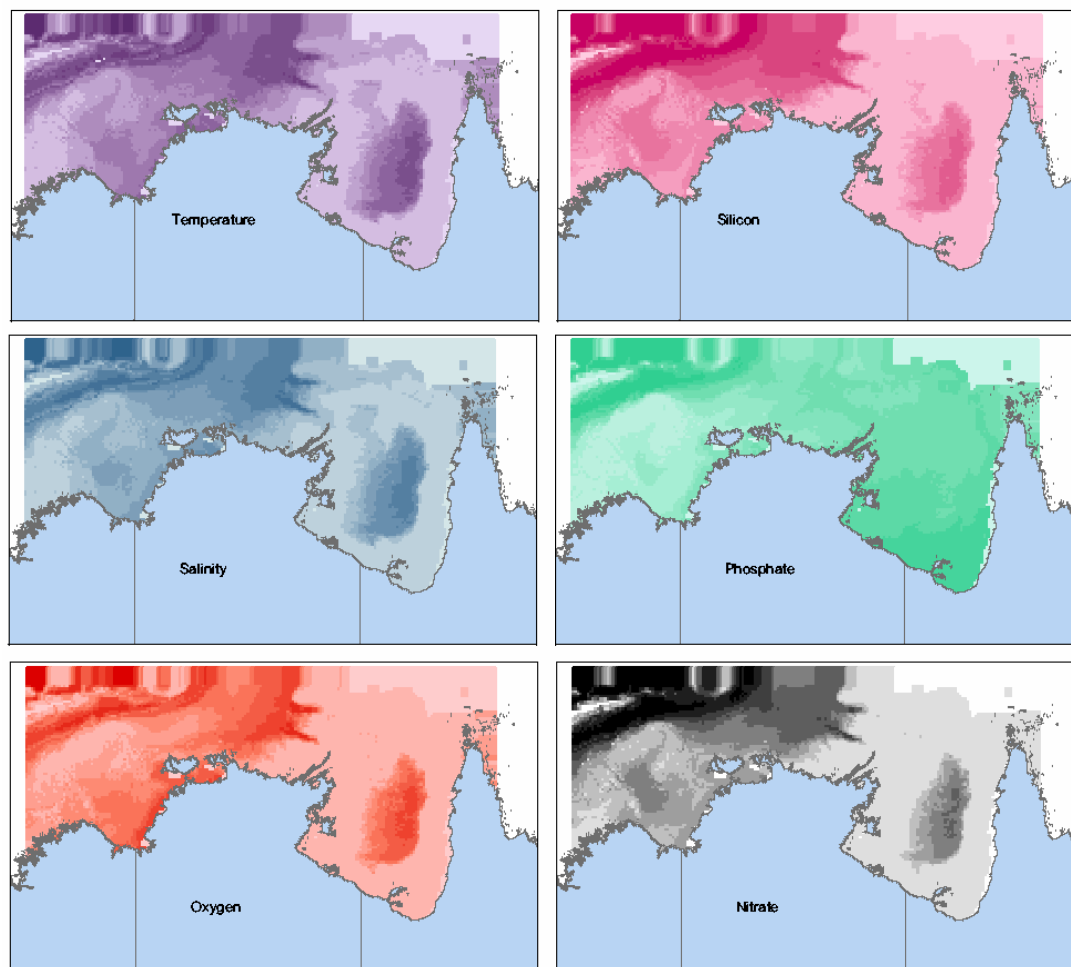 Temperature
Silicon
Salinity
Phosphate
Oxygen
Nitrate